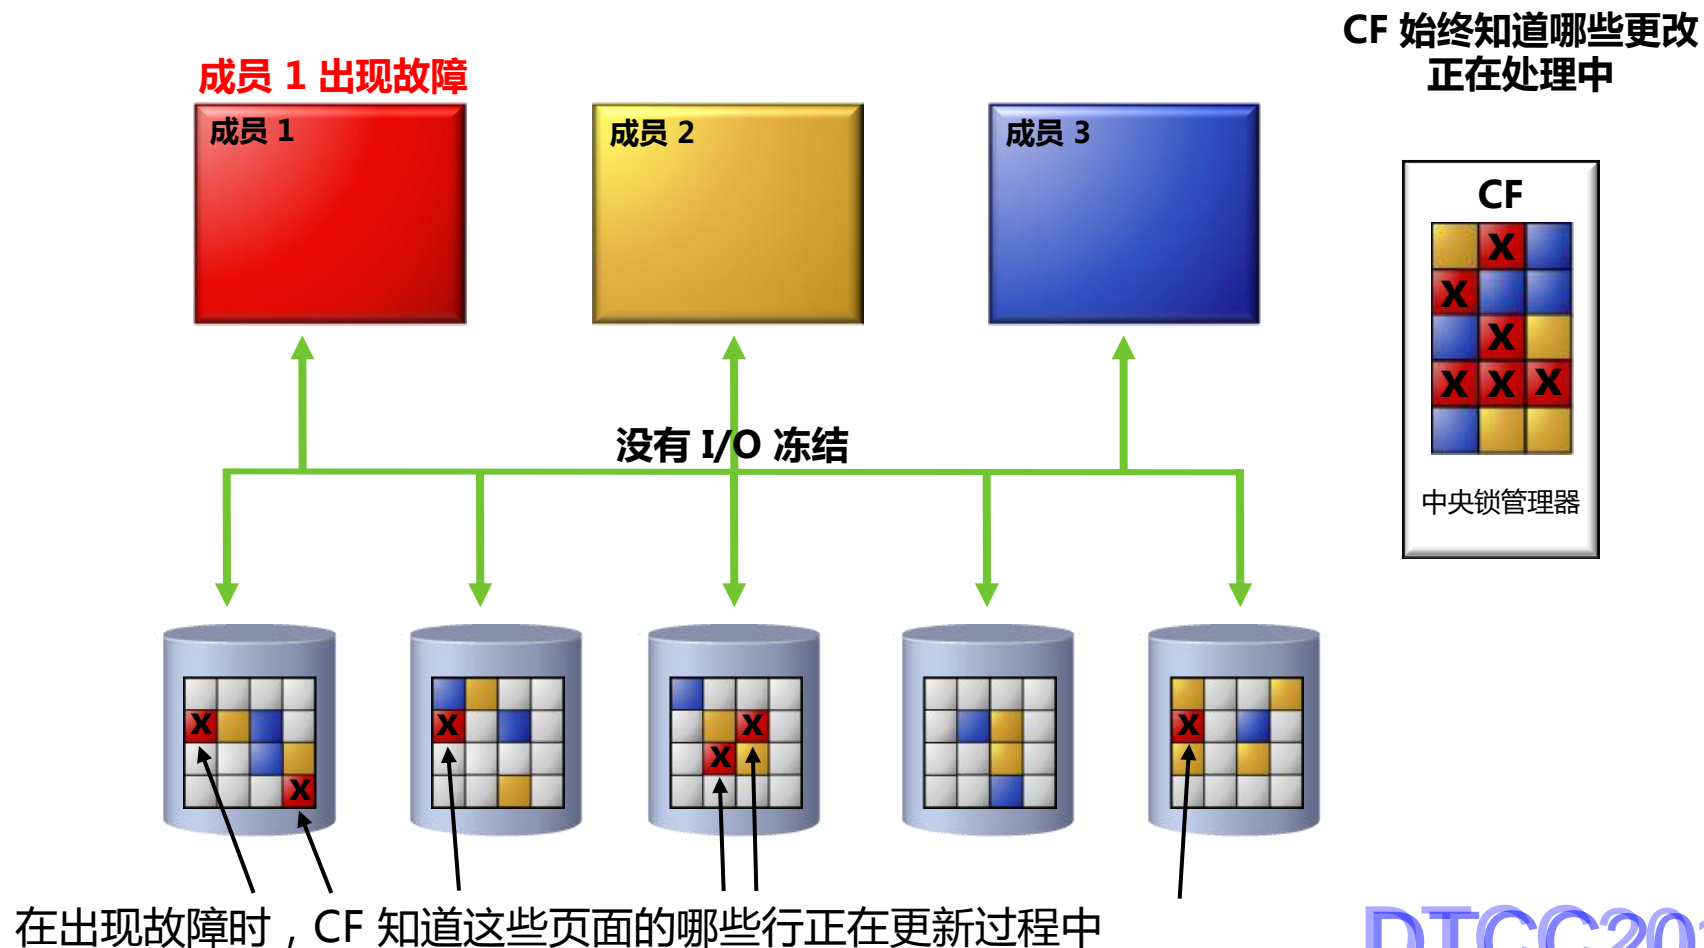 CF 始终知道哪些更改
正在处理中
成员 1 出现故障
成员 1
成员 2
成员 3
CF
X
X
X
X X X
中央锁管理器
没有 I/O 冻结
X
X
X
X
X
X
在出现故障时，CF 知道这些页面的哪些行正在更新过程中